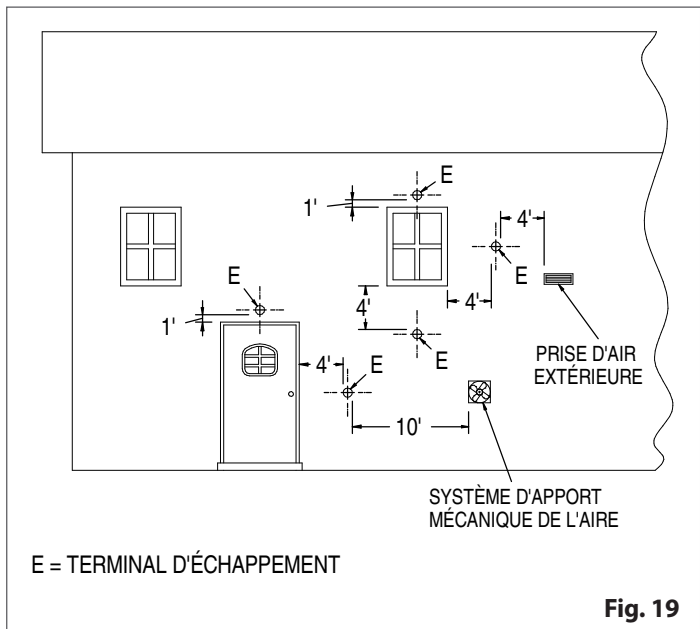 E
1'
4'
E
E
4'
1'
4'
E
4'
E
PRISE D'AIR
EXTÉRIEURE
10'
SYSTÈME D'APPORT
MÉCANIQUE DE L'AIRE
E = TERMINAL D'ÉCHAPPEMENT
Fig. 19